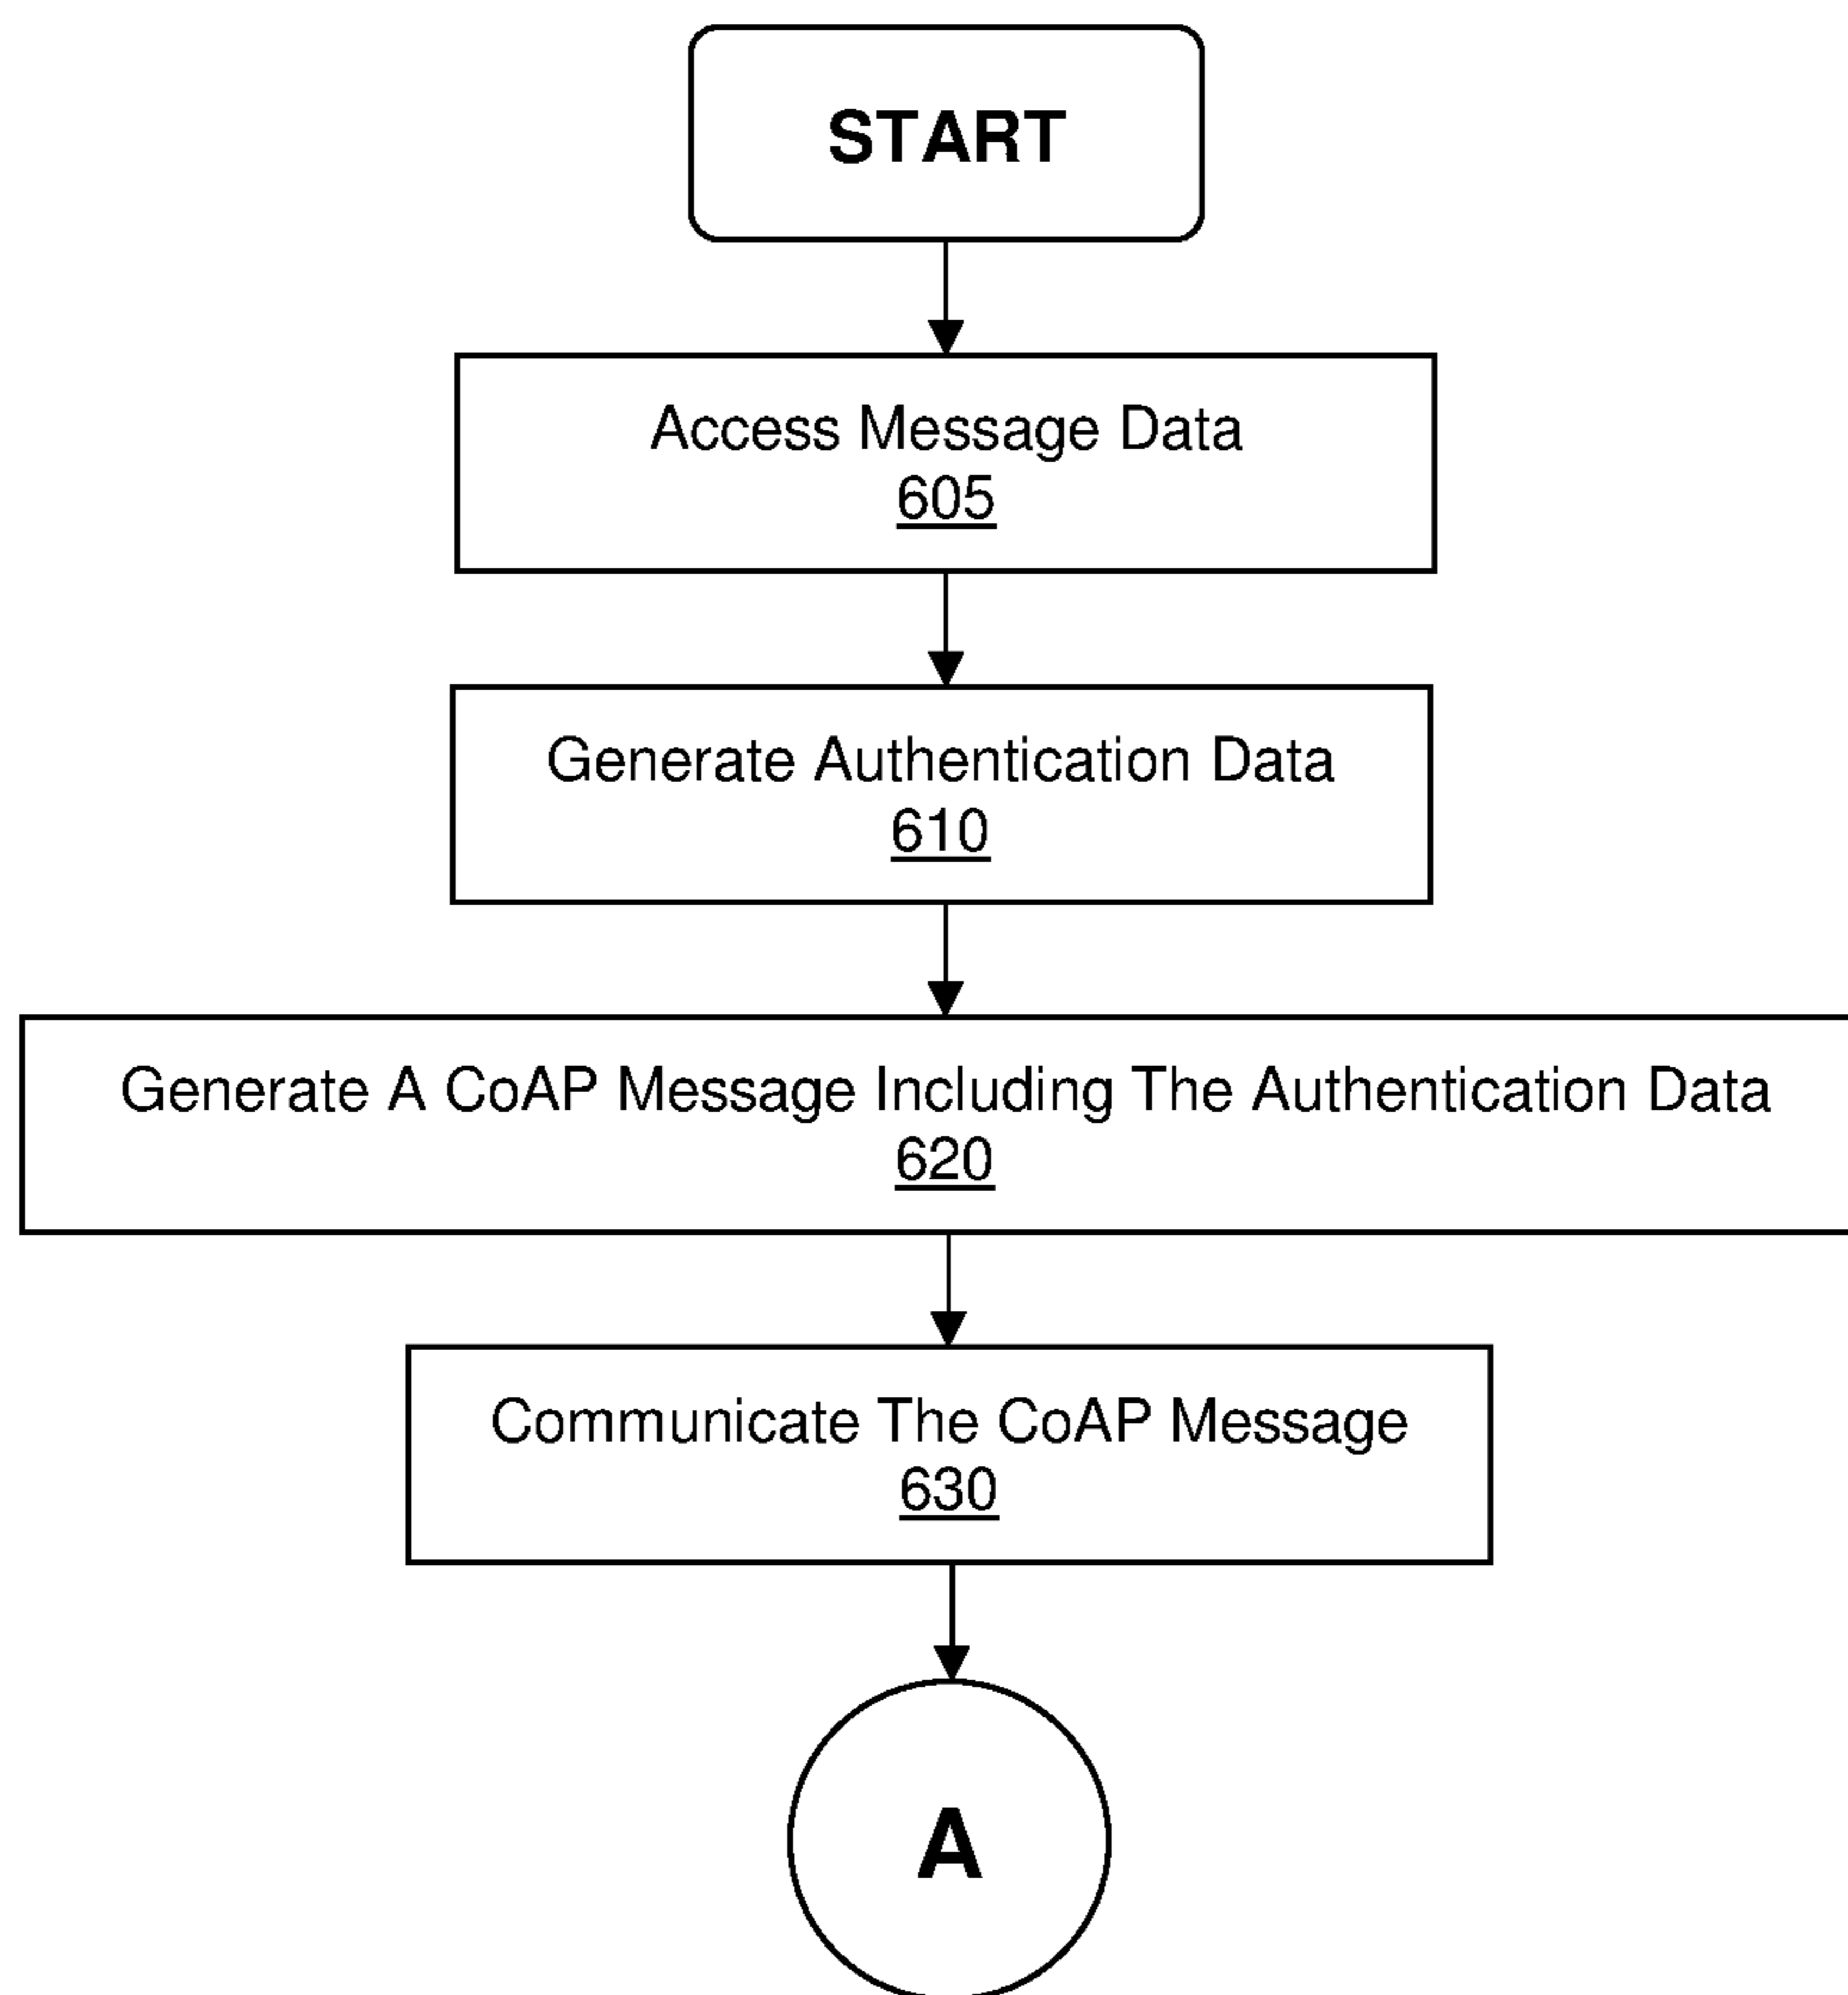 START
Access Message Data
605
Generate Authentication Data
610
Generate A CoAP Message Including The Authentication Data
620
Communicate The CoAP Message
630
A